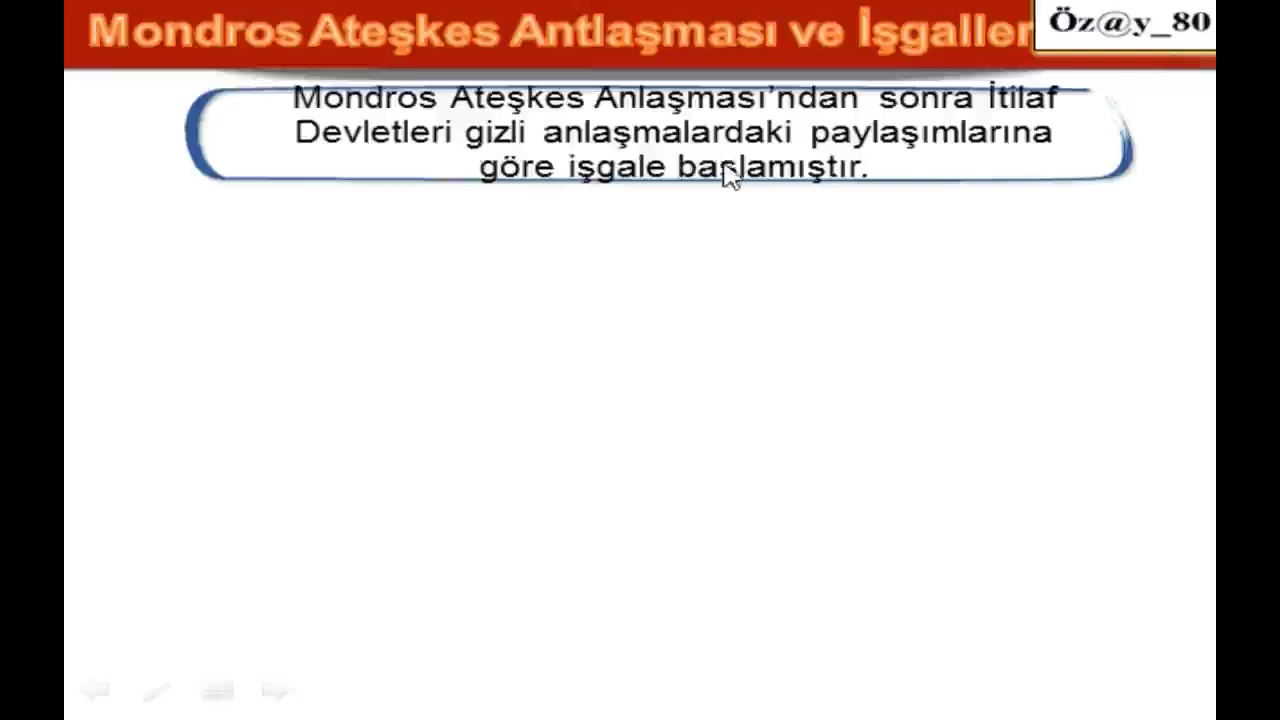 Mondros Ateşkes Antlaşması ve İşgaller
Öz@y_80
Mondros Ateşkes Anlaşması'ndan sonra İtilaf
Devletleri gizli anlaşmalardaki paylaşımlarına
göre işgale başlamıştır.